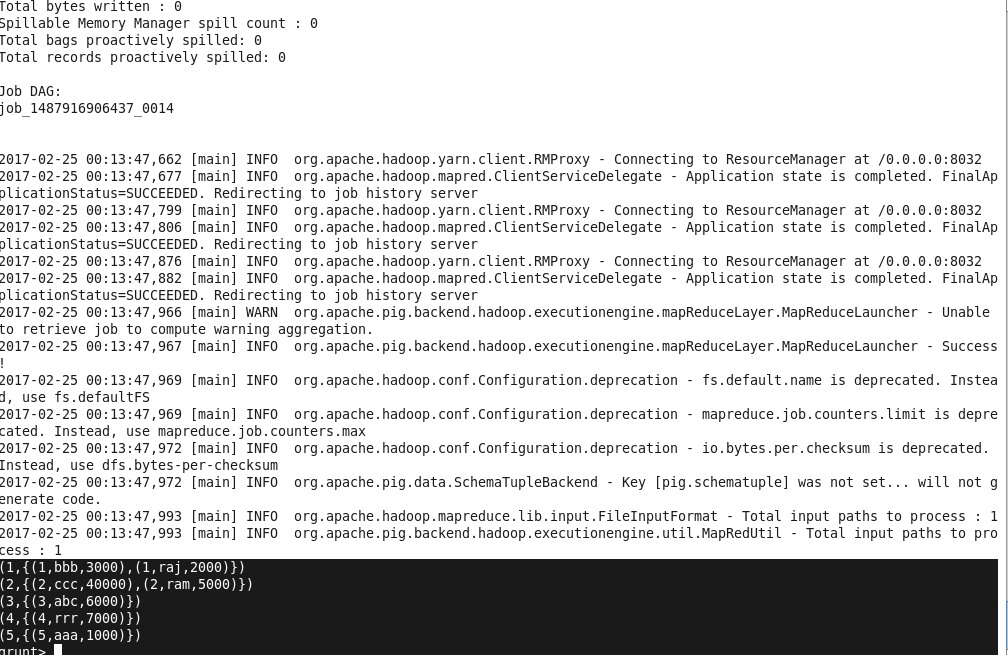 Total bytes written : 0
Spillable Memory Manager spill count : 0
Total bags proactively spilled: 0
Total records proactively spilled: 0
Job DAG:
job_1487916906437_0014
2017-02-25 00:13:47,662 [main] INFO  org.apache.hadoop.yarn.client.RMProxy - Connecting to ResourceManager at /0.0.0.0:8032
2017-02-25 00:13:47,677 [main] INFO  org.apache.hadoop.mapred.ClientServiceDelegate - Application state is completed. FinalAp
plicationStatus=SUCCEEDED. Redirecting to job history server
2017-02-25 00:13:47,799 [main] INFO  org.apache.hadoop.yarn.client.RMProxy - Connecting to ResourceManager at /0.0.0.0:8032
2017-02-25 00:13:47,806 [main] INFO  org.apache.hadoop.mapred.ClientServiceDelegate - Application state is completed. FinalAp
plicationStatus=SUCCEEDED. Redirecting to job history server
2017-02-25 00:13:47,876 [main] INFO  org.apache.hadoop.yarn.client.RMProxy - Connecting to ResourceManager at /0.0.0.0:8032
2017-02-25 00:13:47,882 [main] INFO  org.apache.hadoop.mapred.ClientServiceDelegate - Application state is completed. FinalAp
plicationStatus=SUCCEEDED. Redirecting to job history server
2017-02-25 00:13:47,966 [main] WARN  org.apache.pig.backend.hadoop.executionengine.mapReduceLayer.MapReduceLauncher - Unable
to retrieve job to compute warning aggregation.
2017-02-25 00:13:47,967 [main] INFO  org.apache.pig.backend.hadoop.executionengine.mapReduceLayer.MapReduceLauncher - Success
!
2017-02-25 00:13:47,969 [main] INFO  org.apache.hadoop.conf.Configuration.deprecation - fs.default.name is deprecated. Instea
d, use fs.defaultFS
2017-02-25 00:13:47,969 [main] INFO  org.apache.hadoop.conf.Configuration.deprecation - mapreduce.job.counters.limit is depre
cated. Instead, use mapreduce.job.counters.max
2017-02-25 00:13:47,972 [main] INFO  org.apache.hadoop.conf.Configuration.deprecation - io.bytes.per.checksum is deprecated.
Instead, use dfs.bytes-per-checksum
2017-02-25 00:13:47,972 [main] INFO  org.apache.pig.data.SchemaTupleBackend - Key [pig.schematuple] was not set... will not g
enerate code.
2017-02-25 00:13:47,993 [main] INFO  org.apache.hadoop.mapreduce.lib.input.FileInputFormat - Total input paths to process : 1
2017-02-25 00:13:47,993 [main] INFO  org.apache.pig.backend.hadoop.executionengine.util.MapRedUtil - Total input paths to pro
cess : 1
(1,{(1,bbb,3000),(1,raj,2000)})
(2,{(2,ccc,40000),(2,ram,5000)})
(3,{(3,abc,6000)})
(4,{(4,rrr,7000)})
(5,{(5,aaa,1000)})
grunt>